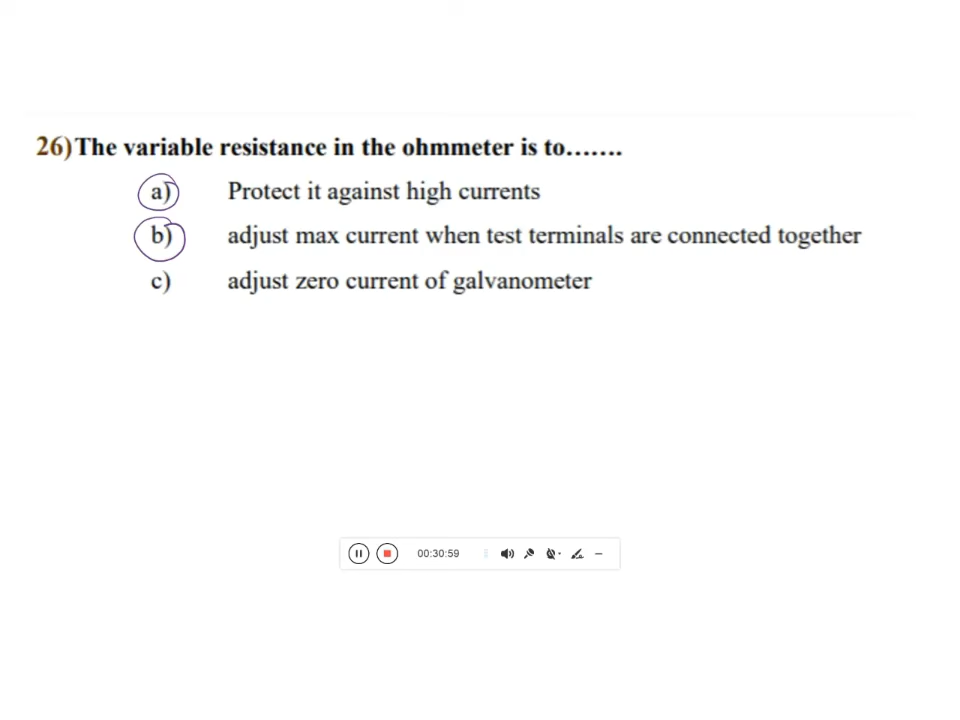 26)The variable resistance in the ohmmeter is to.......
a) Protect it against high currents
b) adjust max current when test terminals are connected together
c) adjust zero current of galvanometer
00:30:59